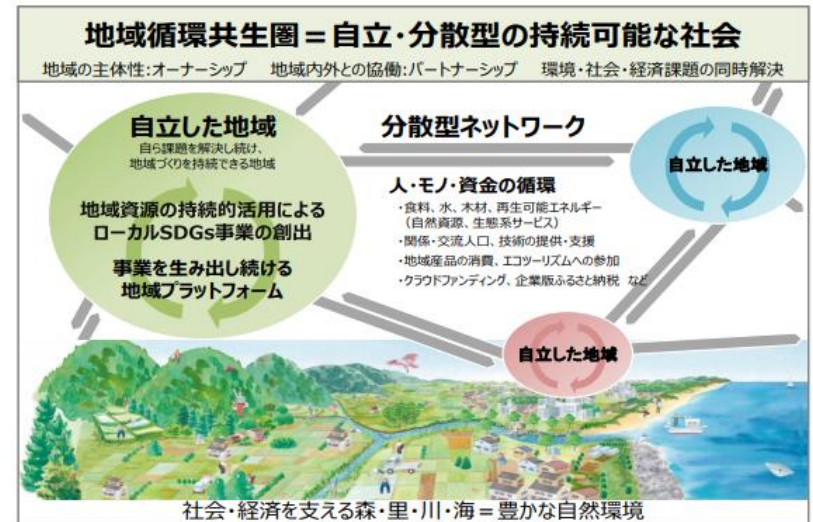 地域循環共生圏＝自立・分散型の持続可能な社会
地域の主体性:オーナーシップ　地域内外との協働:パートナーシップ　環境・社会・経済課題の同時解決
自立した地域
自ら課題を解決し続け、
地域づくりを持続できる地域
地域資源の持続的活用による
ローカルSDGs事業の創出
事業を生み出し続ける
地域プラットフォーム
分散型ネットワーク
人・モノ・資金の循環
・食料、水、木材、再生可能エネルギー
（自然資源、生態系サービス）
・関係・交流人口、技術の提供・支援
・地域産品の消費、エコツーリズムへの参加
・クラウドファンディング、企業版ふるさと納税 など
自立した地域
自立した地域
社会・経済を支える森・里・川・海＝豊かな自然環境